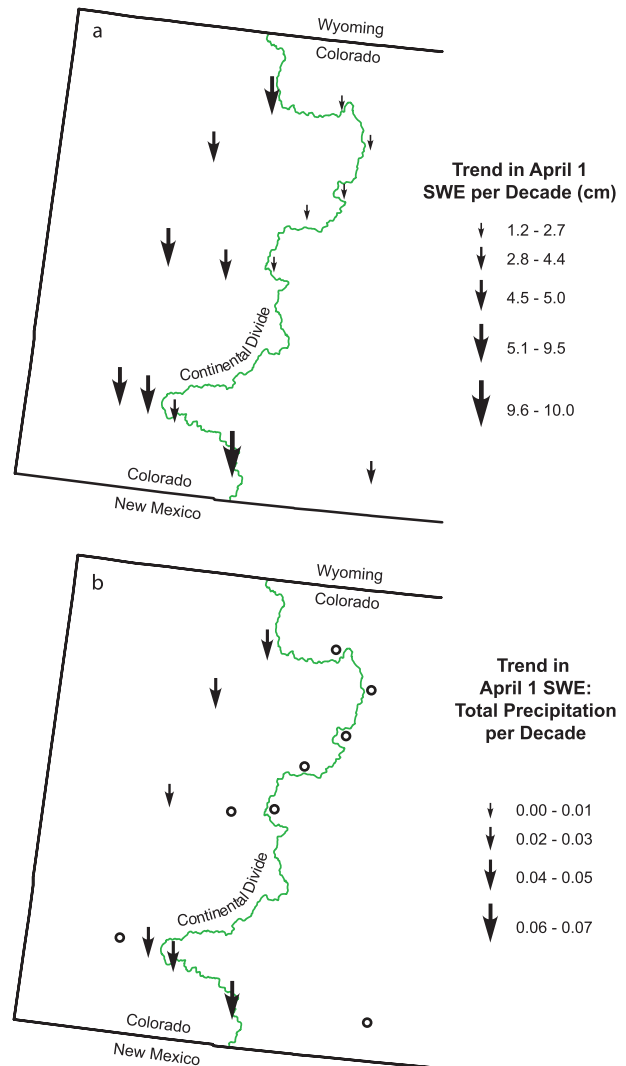 a
Wyoming
Colorado
Trend in April 1
SWE per Decade (cm)
1.2 - 2.7
2.8 - 4.4
4.5 - 5.0
5.1 - 9.5
9.6 - 10.0
Continental Divide
Colorado
New Mexico
b
Wyoming
Colorado
Trend in
April 1 SWE:
Total Precipitation
per Decade
0.00 - 0.01
0.02 - 0.03
0.04 - 0.05
0.06 - 0.07
Continental Divide
Colorado
New Mexico